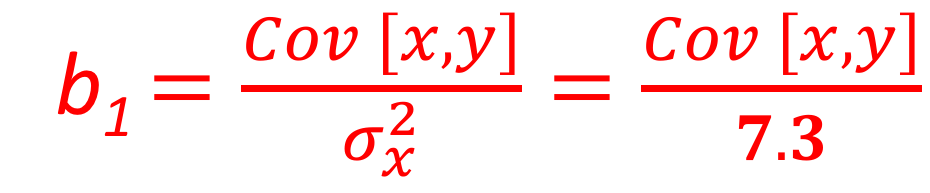 b₁ = Cov [x,y] / σₓ² = Cov [x,y] / 7.3